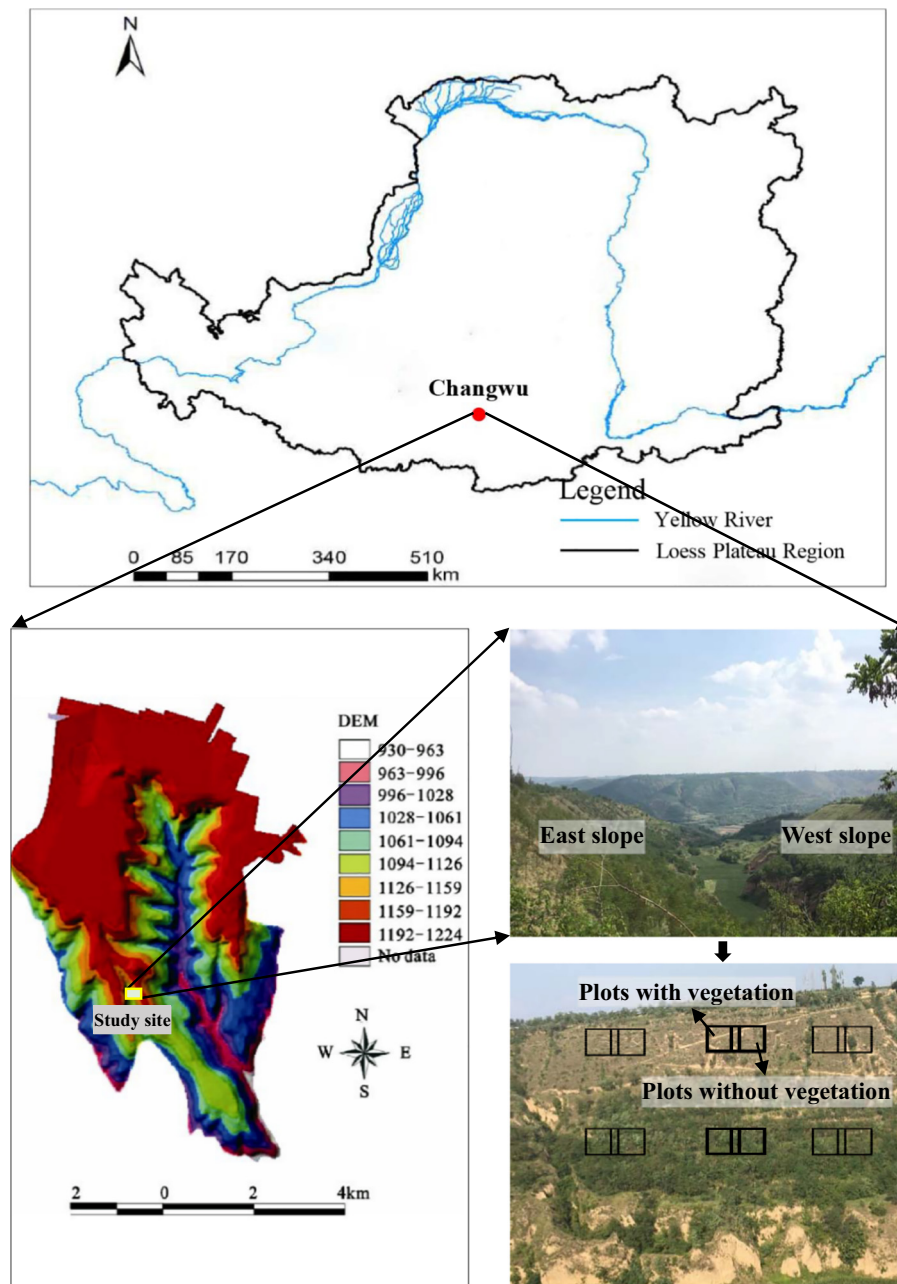 N
Changwu
Legend
Yellow River
Loess Plateau Region
0 85 170 340 510
km
DEM
930-963
963-996
996-1028
1028-1061
1061-1094
1094-1126
1126-1159
1159-1192
1192-1224
No data
Study site
N
W E
S
2 0 2 4km
East slope West slope
Plots with vegetation
Plots without vegetation